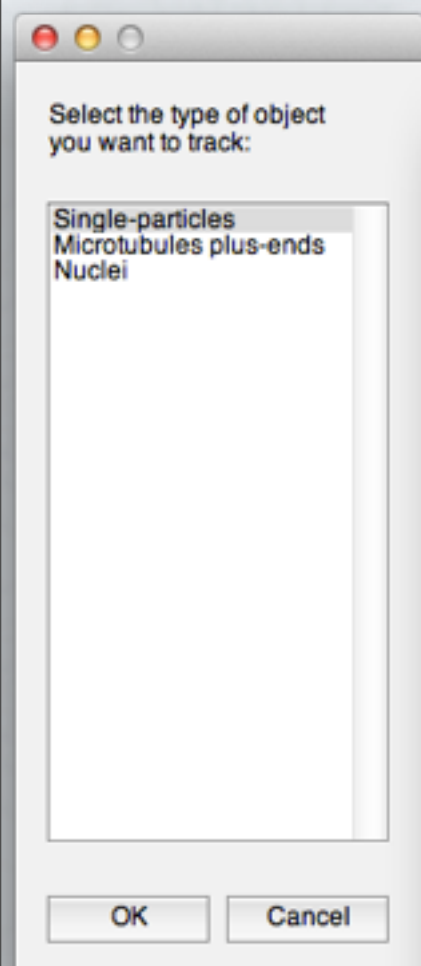 Select the type of object
you want to track:
Single-particles
Microtubules plus-ends
Nuclei
OK
Cancel